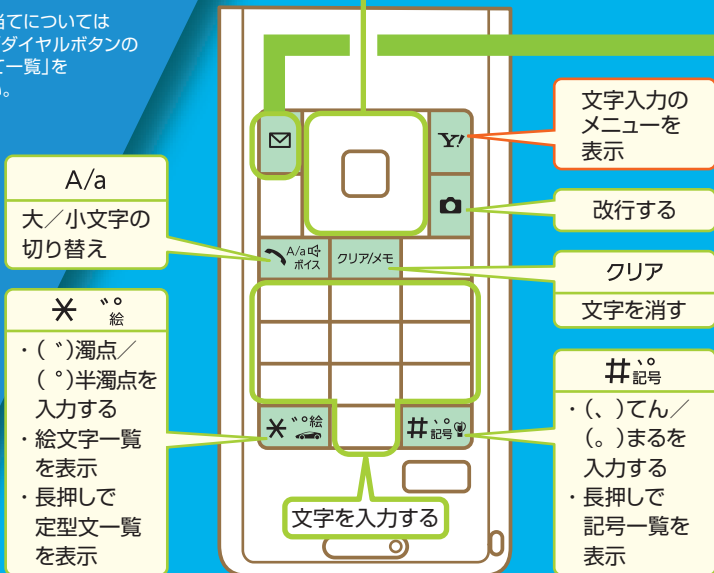 当てについては
「ダイヤルボタンの
て一覧」を
い。
A/a
大／小文字の
切り替え
＊ ゛゜
絵
・(゛)濁点／
(゜)半濁点を
入力する
・絵文字一覧
を表示
・長押しで
定型文一覧
を表示
Y!
A/a
ボイス
クリア/メモ
＊ ゛゜絵
# 、。
記号
文字を入力する
文字入力の
メニューを
表示
改行する
クリア
文字を消す
# 、。
記号
・(、)てん／
(。)まるを
入力する
・長押しで
記号一覧を
表示